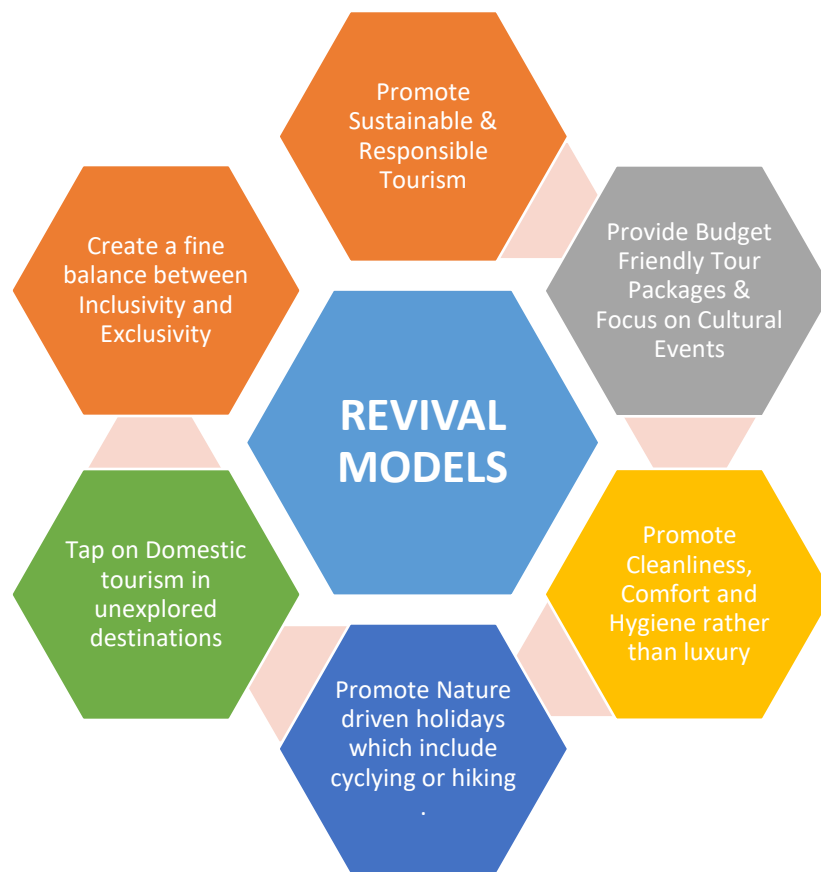 Promote
Sustainable &
Responsible
Tourism
Provide Budget
Friendly Tour
Packages &
Focus on Cultural
Events
Promote
Cleanliness,
Comfort and
Hygiene rather
than luxury
Promote Nature
driven holidays
which include
cyclying or hiking
.
Tap on Domestic
tourism in
unexplored
destinations
Create a fine
balance between
Inclusivity and
Exclusivity
REVIVAL
MODELS